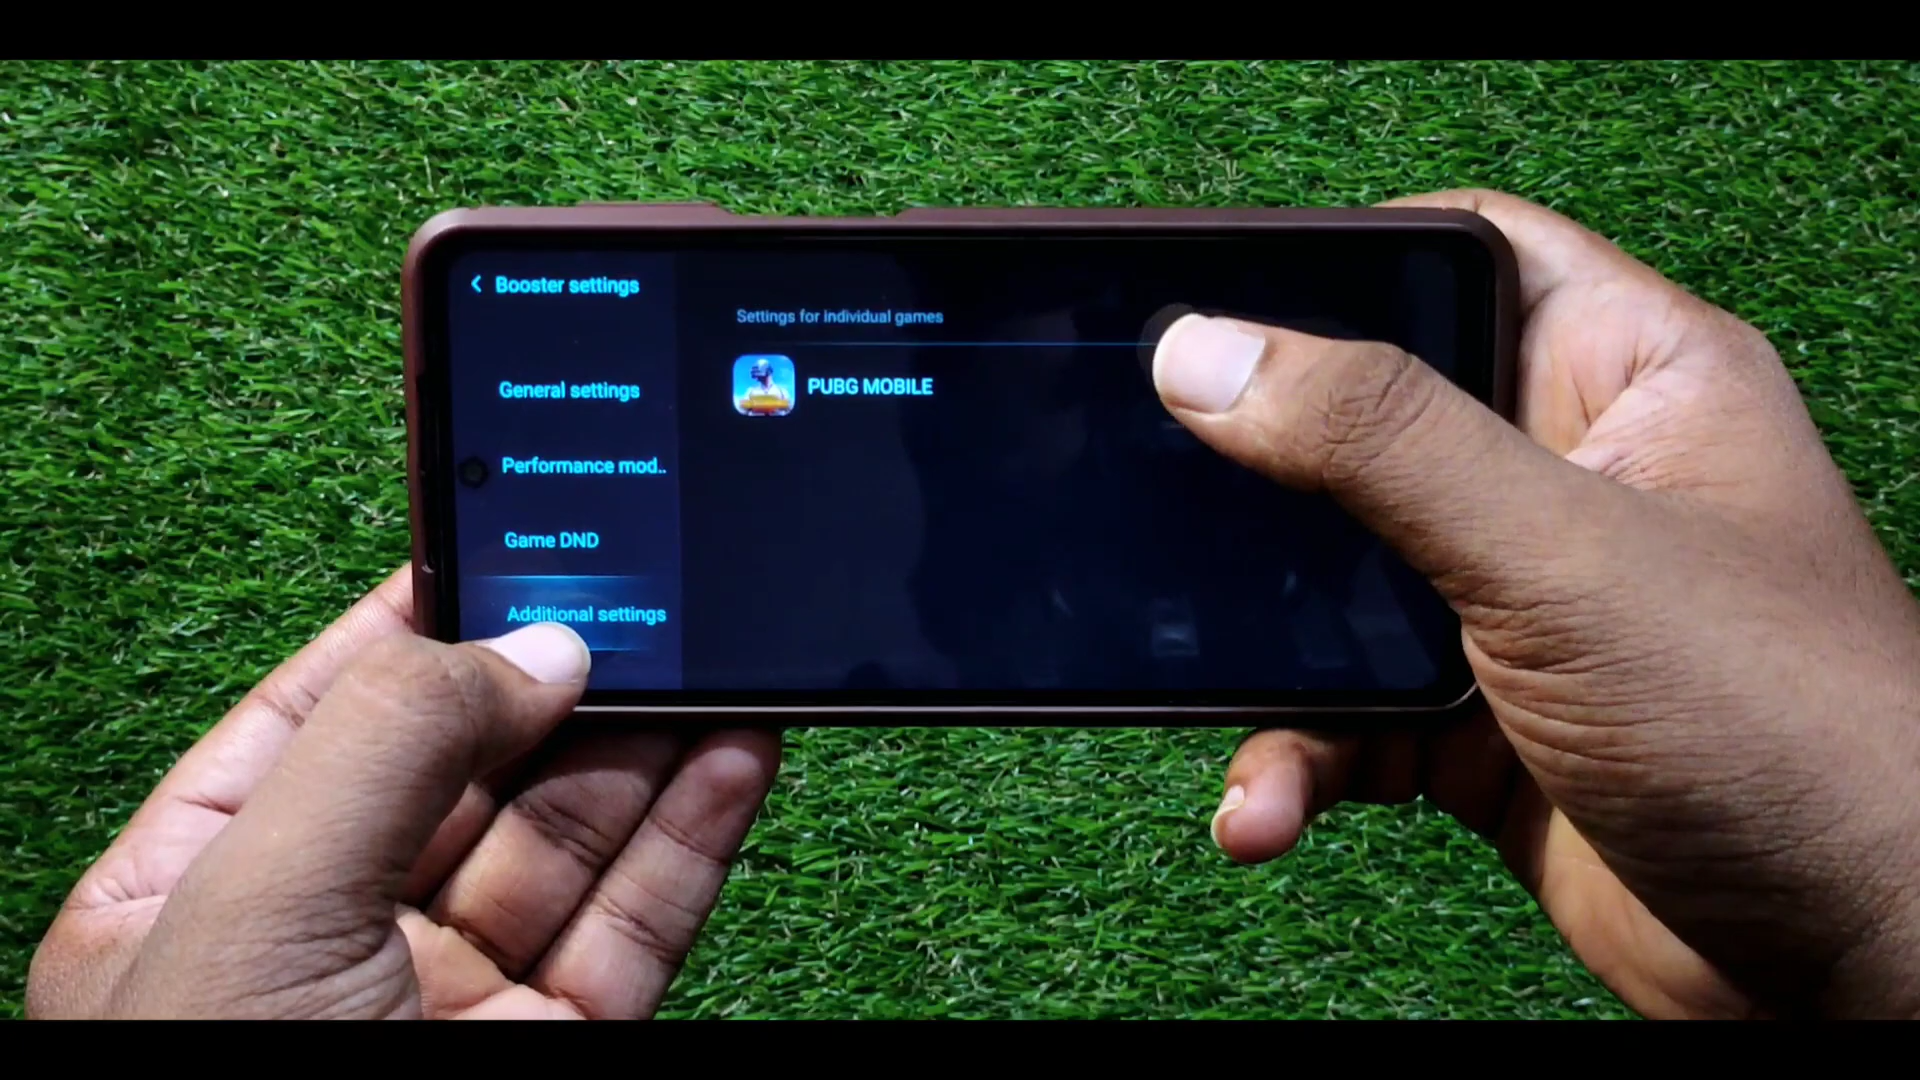 Booster settings
General settings
Performance mod..
Game DND
Additional settings
Settings for individual games
PUBG MOBILE